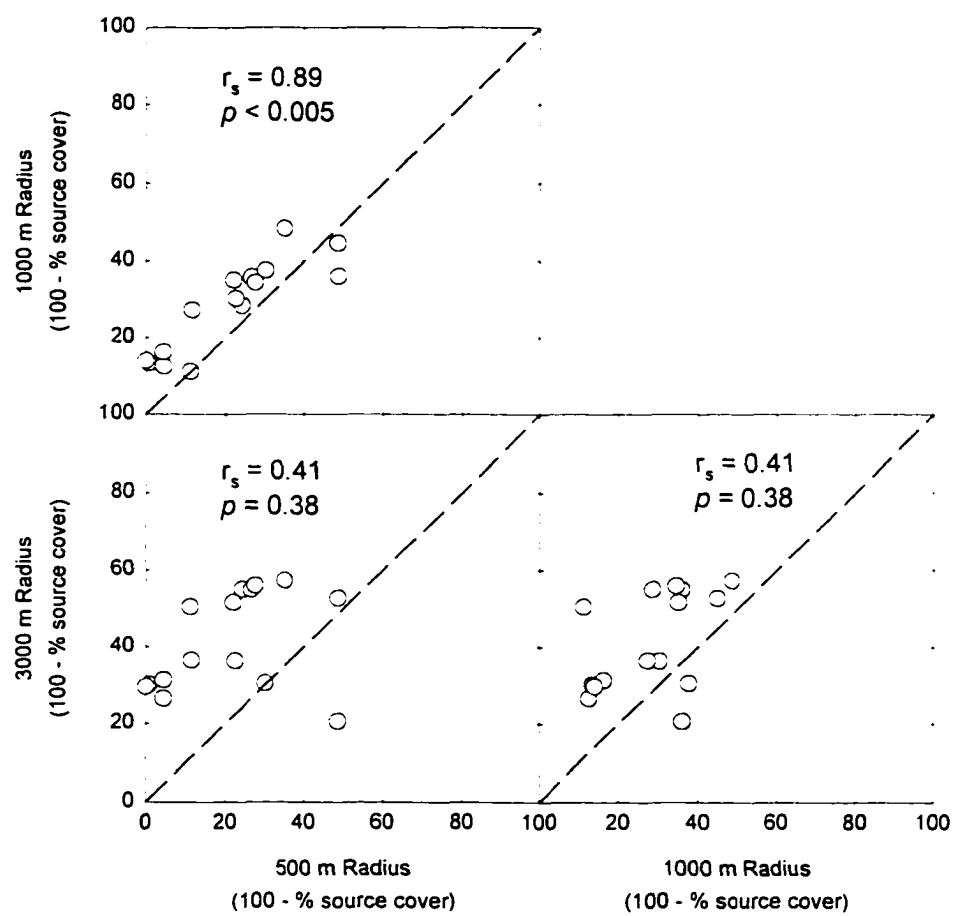 100
80
60
40
20
1000 m Radius
(100 - % source cover)
r_s = 0.89
p < 0.005
100
80
60
40
20
0
3000 m Radius
(100 - % source cover)
r_s = 0.41
p = 0.38
r_s = 0.41
p = 0.38
0 20 40 60 80 100 20 40 60 80 100
500 m Radius
(100 - % source cover)
1000 m Radius
(100 - % source cover)